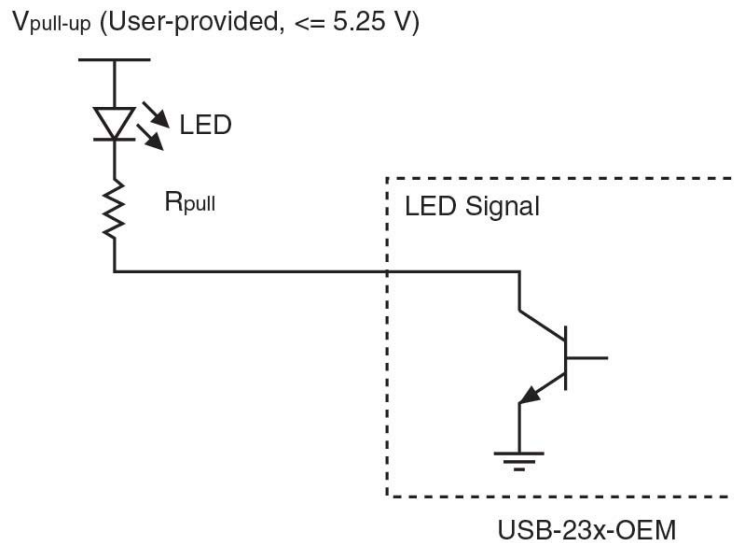 Vpull-up (User-provided, <= 5.25 V)
LED
Rpull
LED Signal
USB-23x-OEM